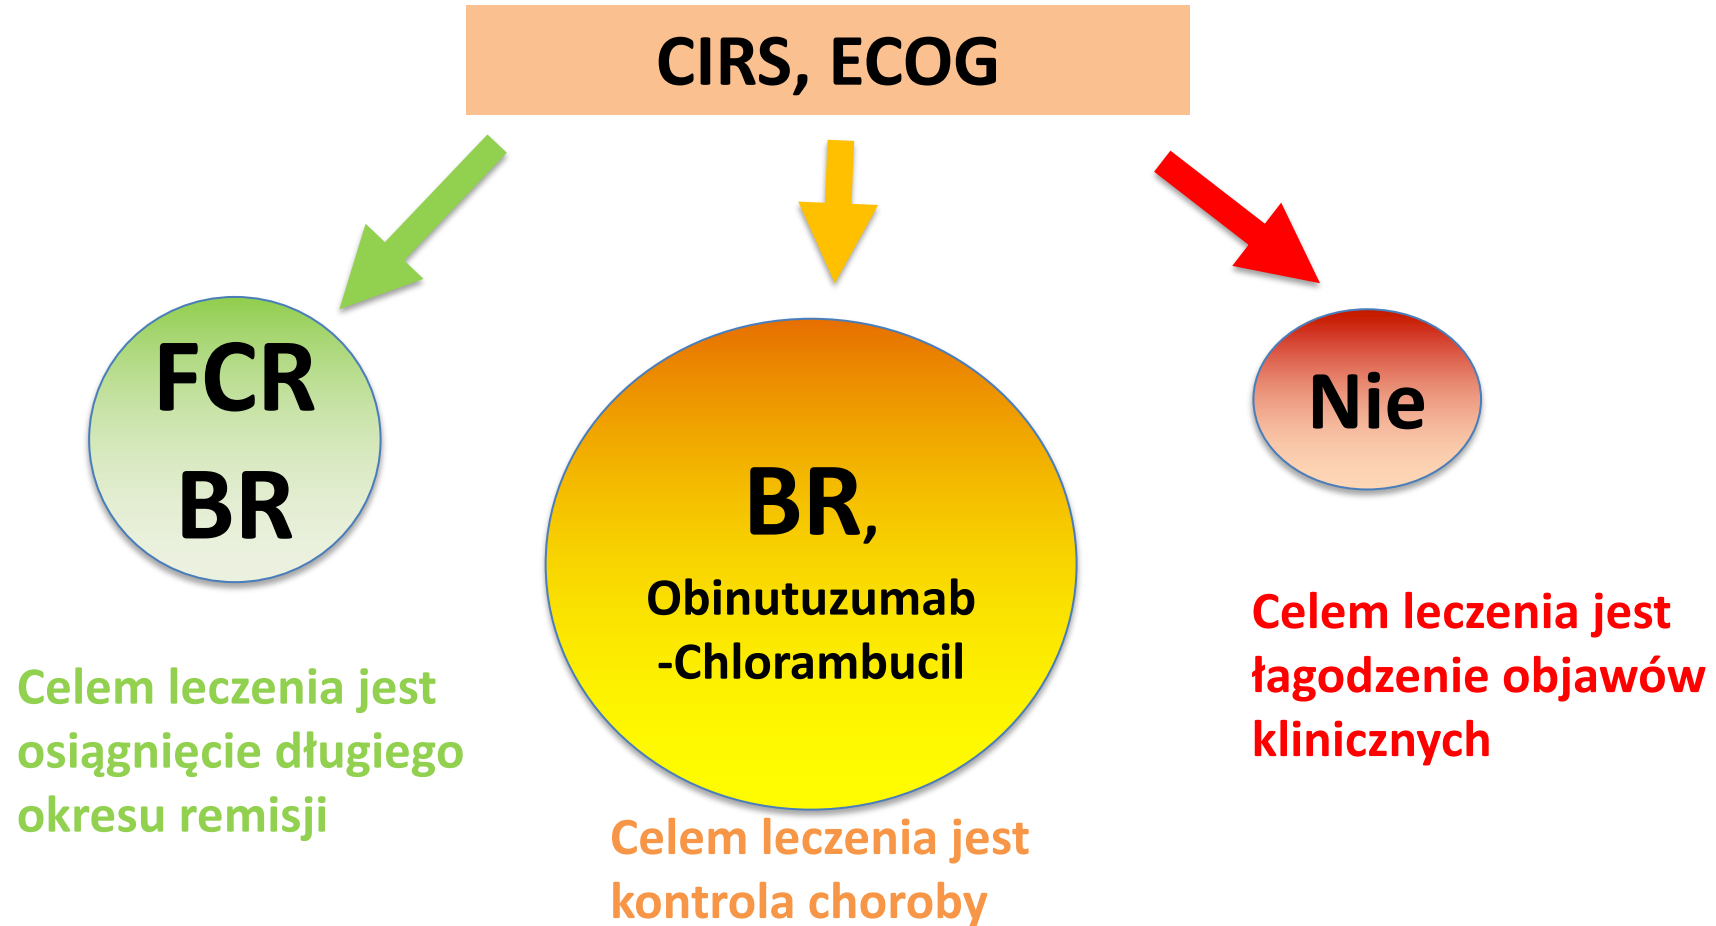 CIRS, ECOG
FCR
BR
Celem leczenia jest
osiągnięcie długiego
okresu remisji
BR,
Obinutuzumab
-Chlorambucil
Celem leczenia jest
kontrola choroby
Nie
Celem leczenia jest
łagodzenie objawów
klinicznych